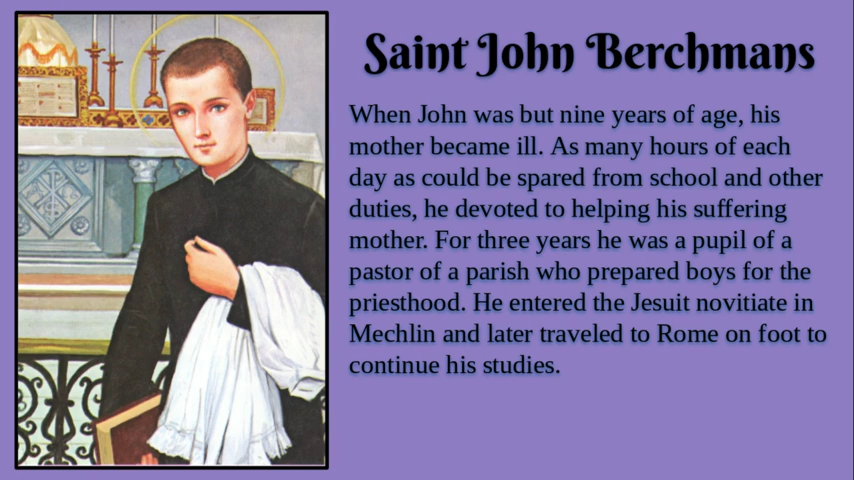 Saint John Berchmans
When John was but nine years of age, his
mother became ill. As many hours of each
day as could be spared from school and other
duties, he devoted to helping his suffering
mother. For three years he was a pupil of a
pastor of a parish who prepared boys for the
priesthood. He entered the Jesuit novitiate in
Mechlin and later traveled to Rome on foot to
continue his studies.